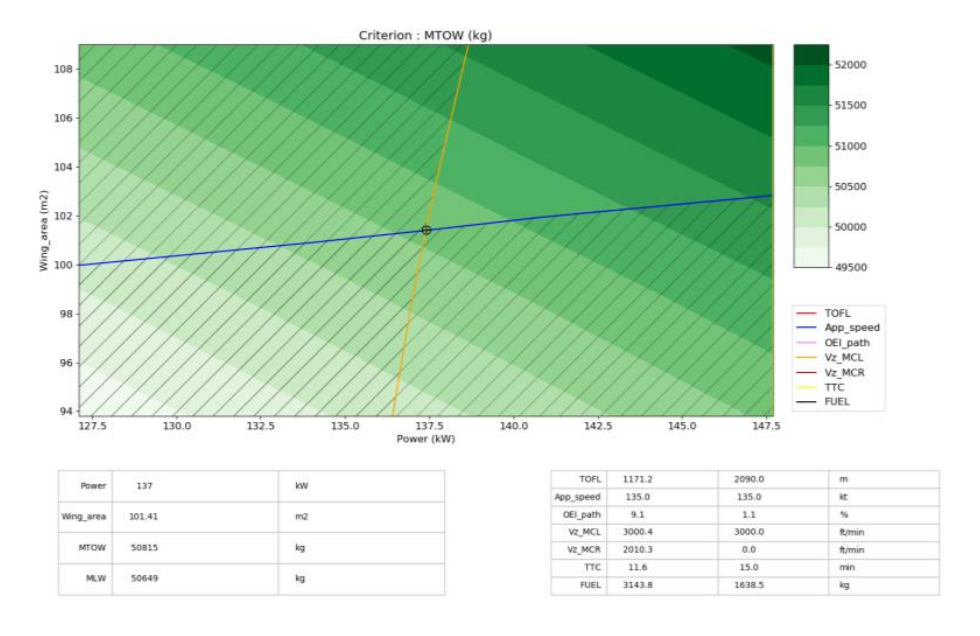 Criterion : MTOW (kg)
108
106
104
102
100
98
96
94
Wing_area (m2)
127.5 130.0 132.5 135.0 137.5 140.0 142.5 145.0 147.5
Power (kW)
52000
51500
51000
50500
50000
49500
TOFL
App_speed
OEI_path
Vz_MCL
Vz_MCR
TTC
FUEL
Power 137 kW
Wing_area 101.41 m2
MTOW 50815 kg
MLW 50649 kg
TOFL 1171.2 2090.0 m
App_speed 135.0 135.0 kt
OEI_path 9.1 1.1 %
Vz_MCL 3000.4 3000.0 ft/min
Vz_MCR 2010.3 0.0 ft/min
TTC 11.6 15.0 min
FUEL 3143.8 1638.5 kg